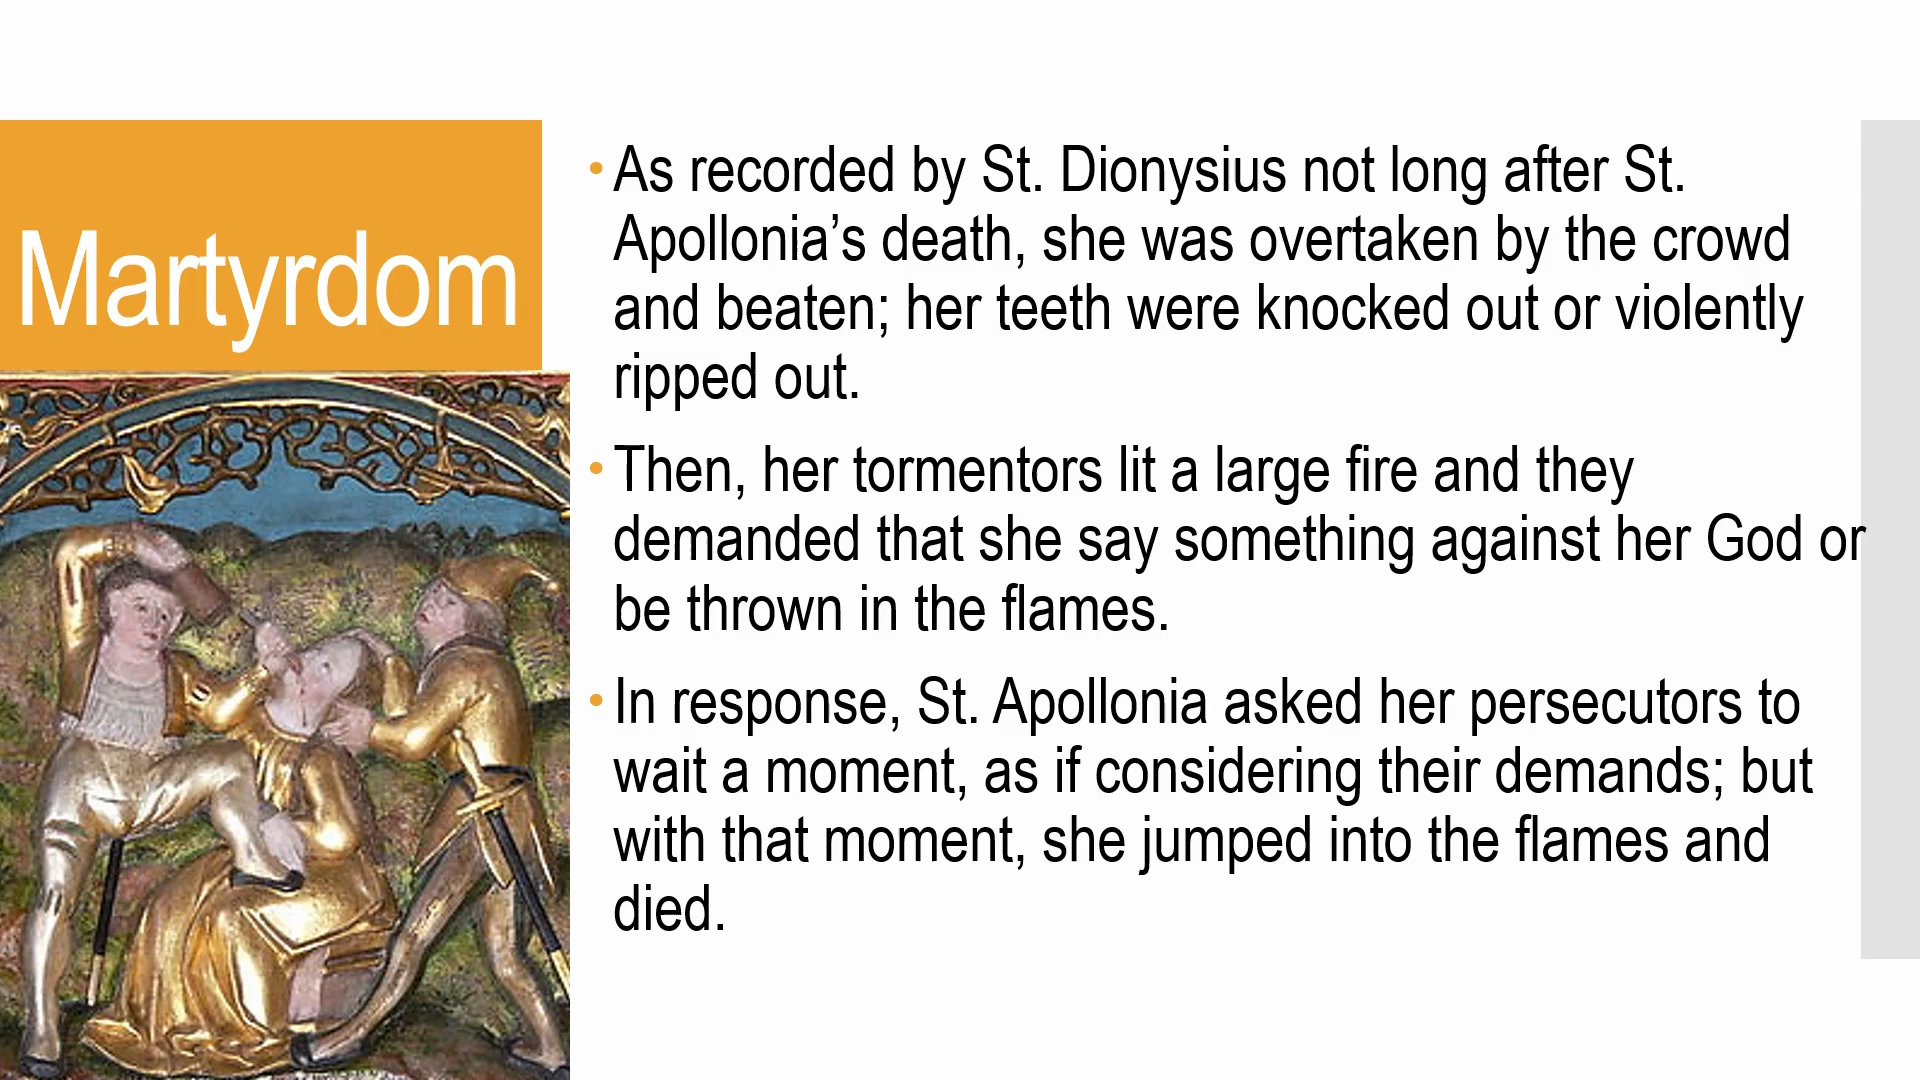 Martyrdom
• As recorded by St. Dionysius not long after St.
Apollonia’s death, she was overtaken by the crowd
and beaten; her teeth were knocked out or violently
ripped out.
• Then, her tormentors lit a large fire and they
demanded that she say something against her God or
be thrown in the flames.
• In response, St. Apollonia asked her persecutors to
wait a moment, as if considering their demands; but
with that moment, she jumped into the flames and
died.